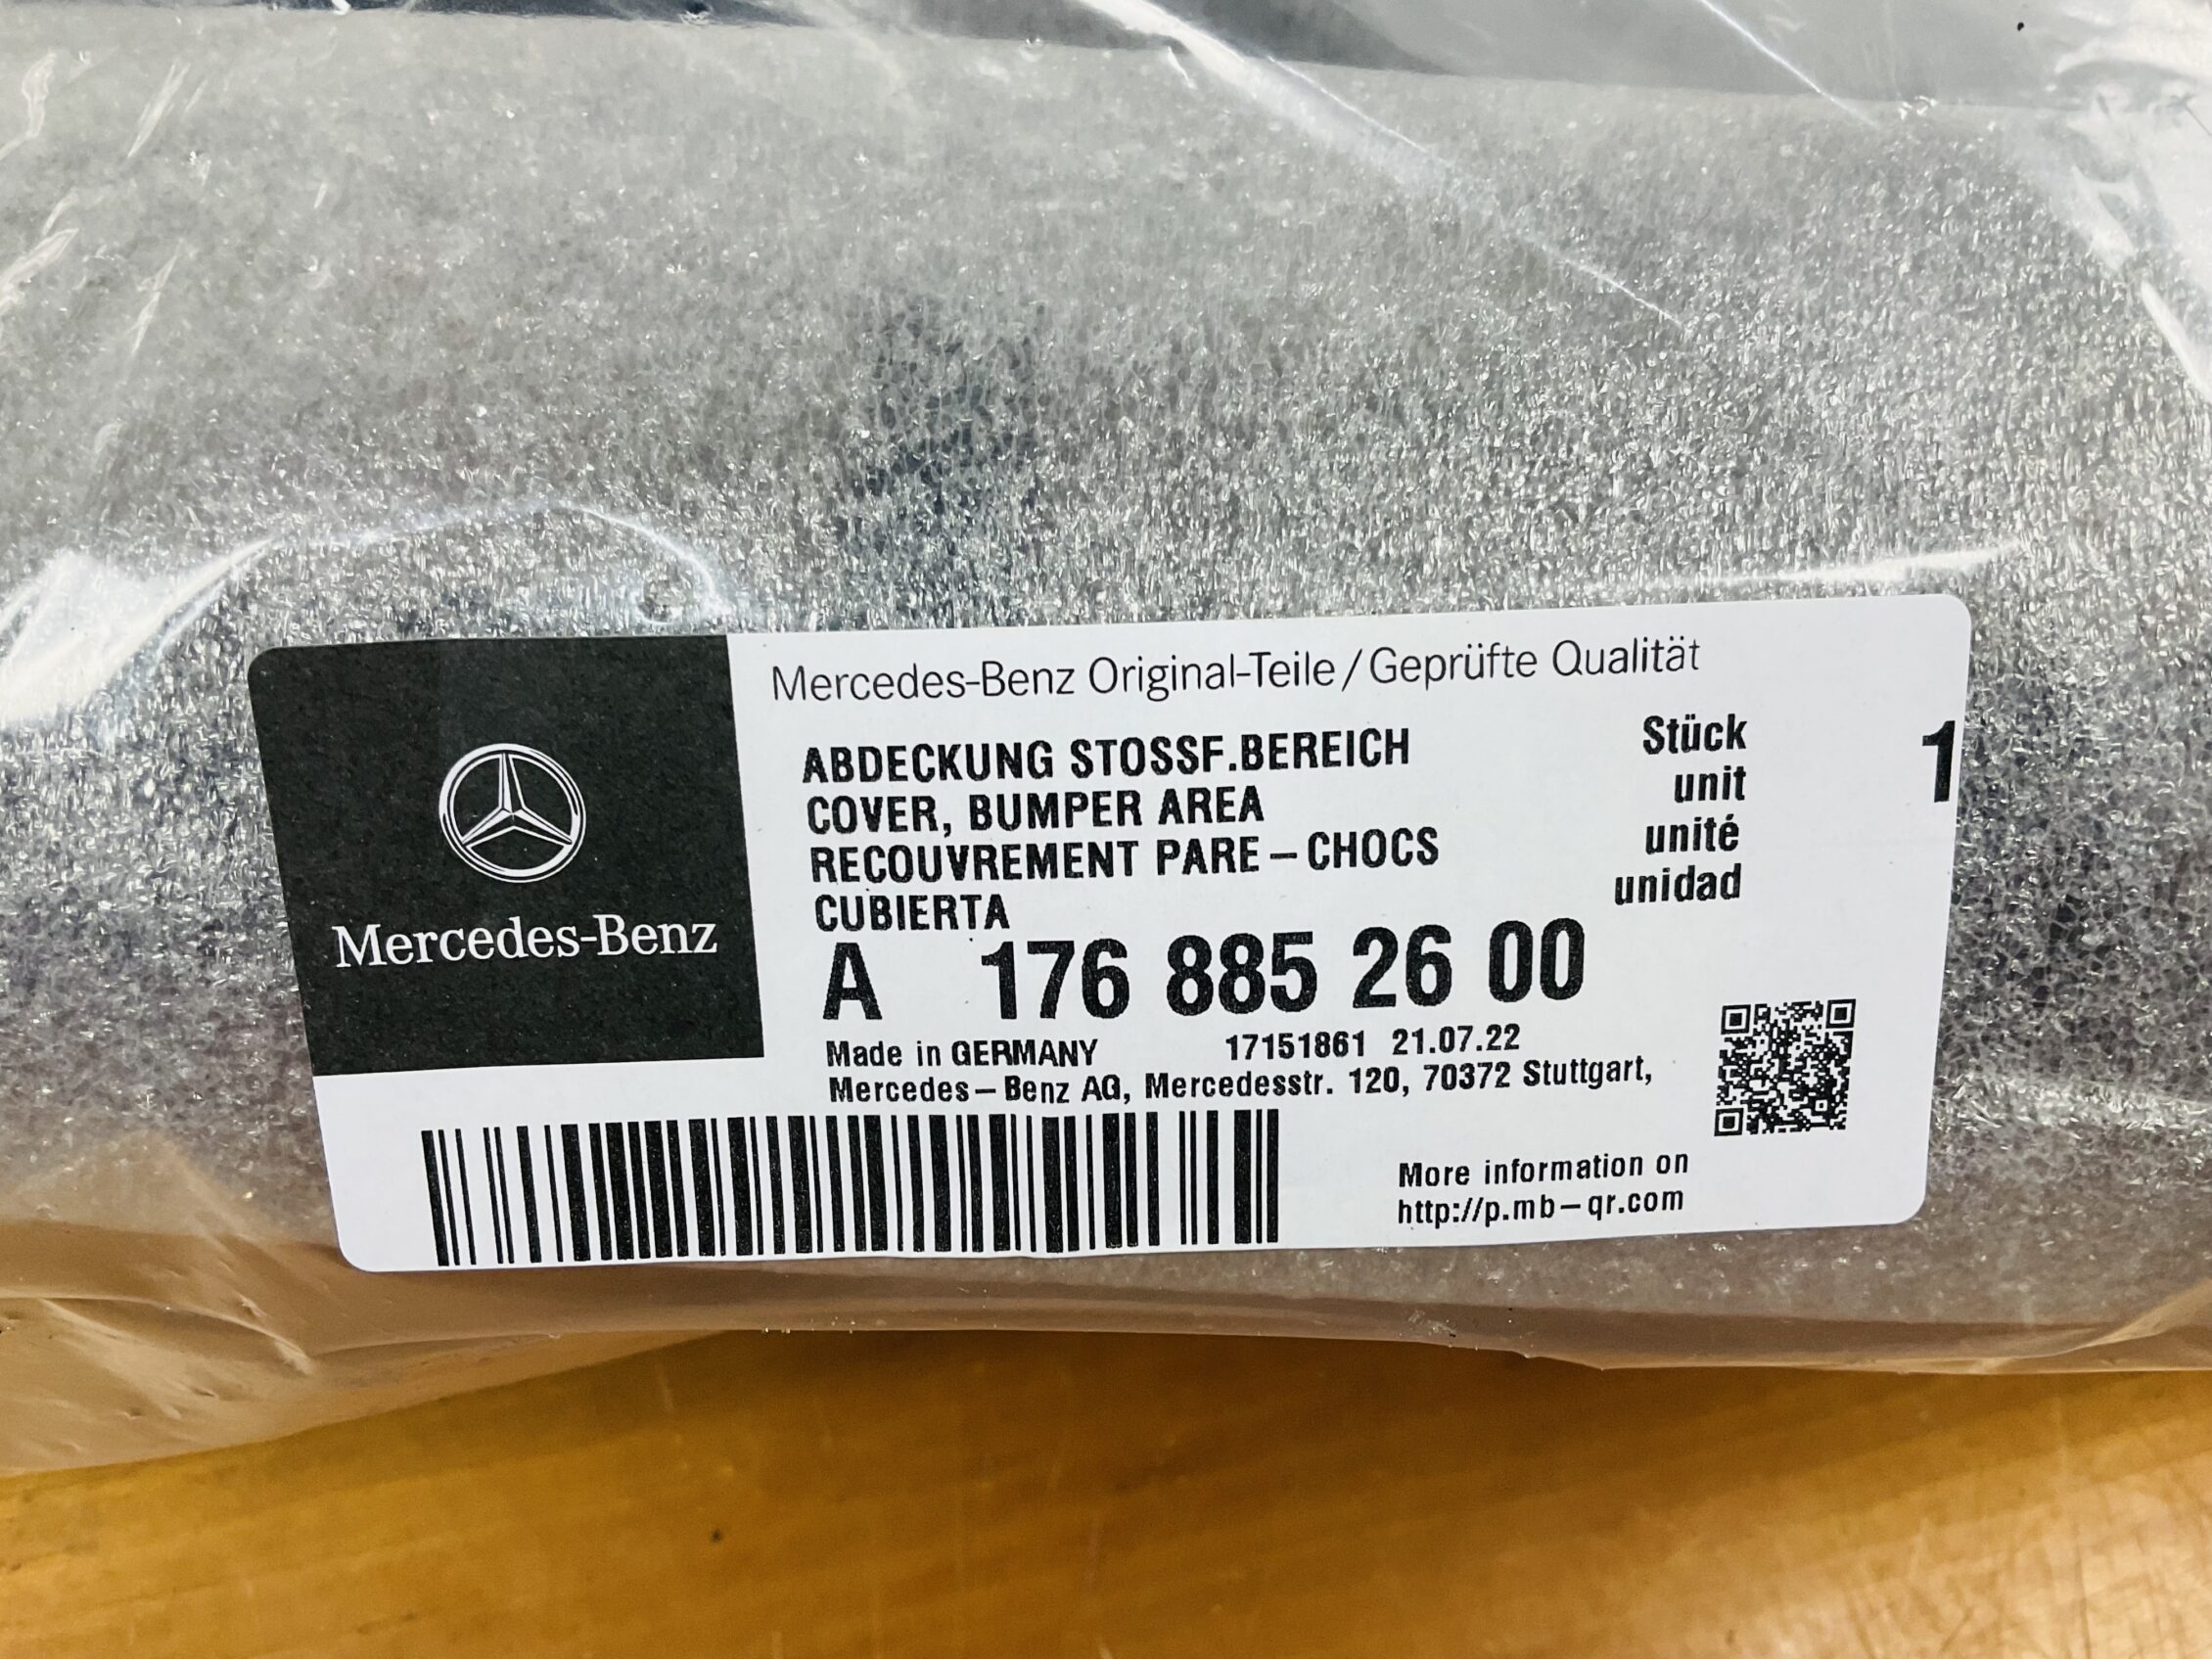 Mercedes-Benz
Mercedes-Benz Original-Teile/Geprüfte Qualität
ABDECKUNG STOSSF.BEREICH
COVER, BUMPER AREA
RECOUVREMENT PARE-CHOCS
CUBIERTA
Stück 1
unit
unité
unidad
A 176 885 26 00
Made in GERMANY 17151861 21.07.22
Mercedes-Benz AG, Mercedesstr. 120, 70372 Stuttgart,
More information on
http://p.mb-qr.com